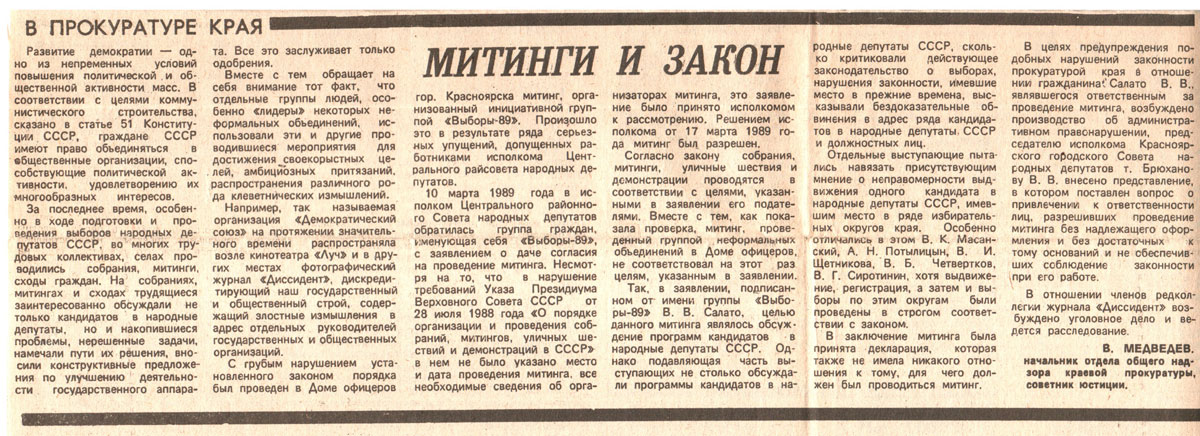 В ПРОКУРАТУРЕ КРАЯ
МИТИНГИ И ЗАКОН
Развитие демократии — од-
но из непременных условий
повышения политической и об-
щественной активности масс. В
соответствии с целями комму-
нистического строительства,
сказано в статье 51 Конститу-
ции СССР, граждане СССР
имеют право объединяться в
общественные организации, спо-
собствующие политической ак-
тивности, удовлетворению их
многообразных интересов.
За последнее время, особен-
но в ходе подготовки и про-
ведения выборов народных де-
путатов СССР, во многих тру-
довых коллективах, селах про-
водились собрания, митинги,
сходы граждан. На собраниях,
митингах и сходах трудящиеся
заинтересованно обсуждали не
только кандидатов в народные
депутаты, но и накопившиеся
проблемы, нерешенные задачи,
намечали пути их решения, вно-
сили конструктивные предложе-
ния по улучшению деятельно-
сти государственного аппара-
та. Все это заслуживает только
одобрения.
Вместе с тем обращает на
себя внимание тот факт, что
отдельные группы людей, осо-
бенно «лидеры» некоторых не-
формальных объединений, ис-
пользовали эти и другие про-
водившиеся мероприятия для
достижения своекорыстных це-
лей, амбициозных притязаний,
распространения различного ро-
да клеветнических измышлений.
Например, так называемая
организация «Демократический
союз» на протяжении значитель-
ного времени распространяла
возле кинотеатра «Луч» и в дру-
гих местах фотографический
журнал «Диссидент», дискреди-
тирующий наш государственный
и общественный строй, содер-
жащий злостные измышления в
адрес отдельных руководителей
государственных и общественных
организаций.
С грубым нарушением уста-
новленного законом порядка
был проведен в Доме офицеров
гор. Красноярска митинг, орга-
низованный инициативной груп-
пой «Выборы-89». Произошло
это в результате ряда серьез-
ных упущений, допущенных ра-
ботниками исполкома Цент-
рального райсовета народных де-
путатов.
10 марта 1989 года в ис-
полком Центрального районно-
го Совета народных депутатов
обратилась группа граждан,
именующая себя «Выборы-89»,
с заявлением о даче согласия
на проведение митинга. Несмот-
ря на то, что в нарушение
требований Указа Президиума
Верховного Совета СССР от
28 июля 1988 года «О порядке
организации и проведения соб-
раний, митингов, уличных ше-
ствий и демонстраций в СССР»
в нем не было указано место
и дата проведения митинга, все
необходимые сведения об орга-
низаторах митинга, это заявле-
ние было принято исполкомом
к рассмотрению. Решением ис-
полкома от 17 марта 1989 го-
да митинг был разрешен.
Согласно закону собрания,
митинги, уличные шествия и
демонстрации проводятся в
соответствии с целями, указан-
ными в заявлении его подате-
лями. Вместе с тем, как пока-
зала проверка, митинг, прове-
денный группой неформальных
объединений в Доме офицеров,
не соответствовал на этот раз
целям, указанным в заявлении.
Так, в заявлении, подписан-
ном от имени группы «Выбо-
ры-89» В. В. Салато, целью
данного митинга являлось обсуж-
дение программ кандидатов в
народные депутаты СССР. Од-
нако подавляющая часть вы-
ступающих не столько обсужда-
ли программы кандидатов в на-
родные депутаты СССР, сколь-
ко критиковали действующее
законодательство о выборах,
нарушения законности, имевшие
место в прежние времена, выс-
казывали бездоказательные об-
винения в адрес ряда кандида-
тов в народные депутаты СССР
и должностных лиц.
Отдельные выступающие пыта-
лись навязать присутствующим
мнение о неправомерности выд-
вижения одного кандидата в
народные депутаты СССР, имев-
шим место в ряде избиратель-
ных округов края. Особенно
отличались в этом В. К. Масан-
ский, А. Н. Потылицын, В. И.
Щетникова, В. Б. Четвертков,
В. Г. Сиротинин, хотя выдвиже-
ние, регистрация, а затем и вы-
боры по этим округам были
проведены в строгом соответ-
ствии с законом.
В заключение митинга была
принята декларация, которая
также не имела никакого отно-
шения к тому, для чего дол-
жен был проводиться митинг.
В целях предупреждения по-
добных нарушений законности
прокуратурой края в отноше-
нии гражданина Салато В. В.,
являвшегося ответственным за
проведение митинга, возбуждено
производство об административ-
ном правонарушении, пред-
седателю исполкома Краснояр-
ского городского Совета на-
родных депутатов т. Брюхано-
ву В. В. внесено представление,
в котором поставлен вопрос о
привлечении к ответственности
лиц, разрешивших проведение
митинга без надлежащего офор-
мления и без достаточных к
тому оснований и не обеспечив-
ших соблюдение законности
при его работе.
В отношении членов редкол-
легии журнала «Диссидент» воз-
буждено уголовное дело и ве-
дется расследование.
В. МЕДВЕДЕВ.
начальник отдела общего над-
зора краевой прокуратуры,
советник юстиции.